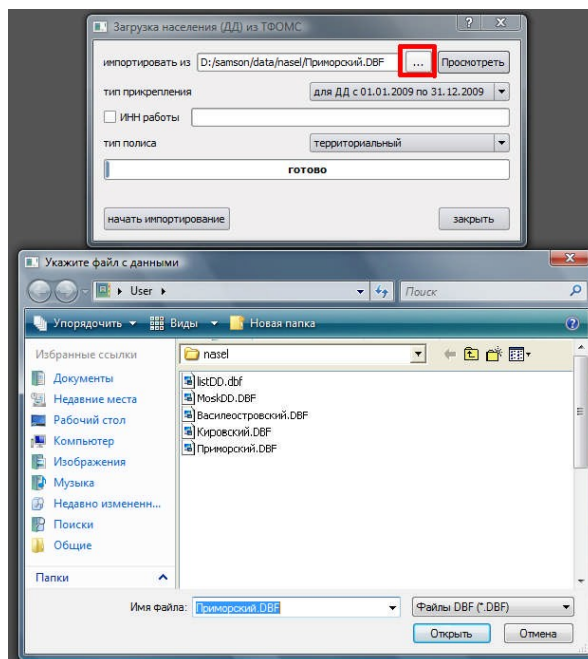 Загрузка населения (ДД) из ТФОМС
импортировать из D:/samson/data/nasel/Приморский.DBF ... Просмотреть
тип прикрепления для ДД с 01.01.2009 по 31.12.2009
ИНН работы
тип полиса территориальный
готово
начать импортирование закрыть
Укажите файл с данными
User Поиск
Упорядочить Виды Новая папка
Избранные ссылки
nasel
Документы
Недавние места
Рабочий стол
Компьютер
Изображения
Музыка
Недавно измененн...
Поиски
Общие
Папки
listDD.dbf
MoskDD.DBF
Василеостровский.DBF
Кировский.DBF
Приморский.DBF
Имя файла: Приморский.DBF Файлы DBF (*.DBF)
Открыть Отмена